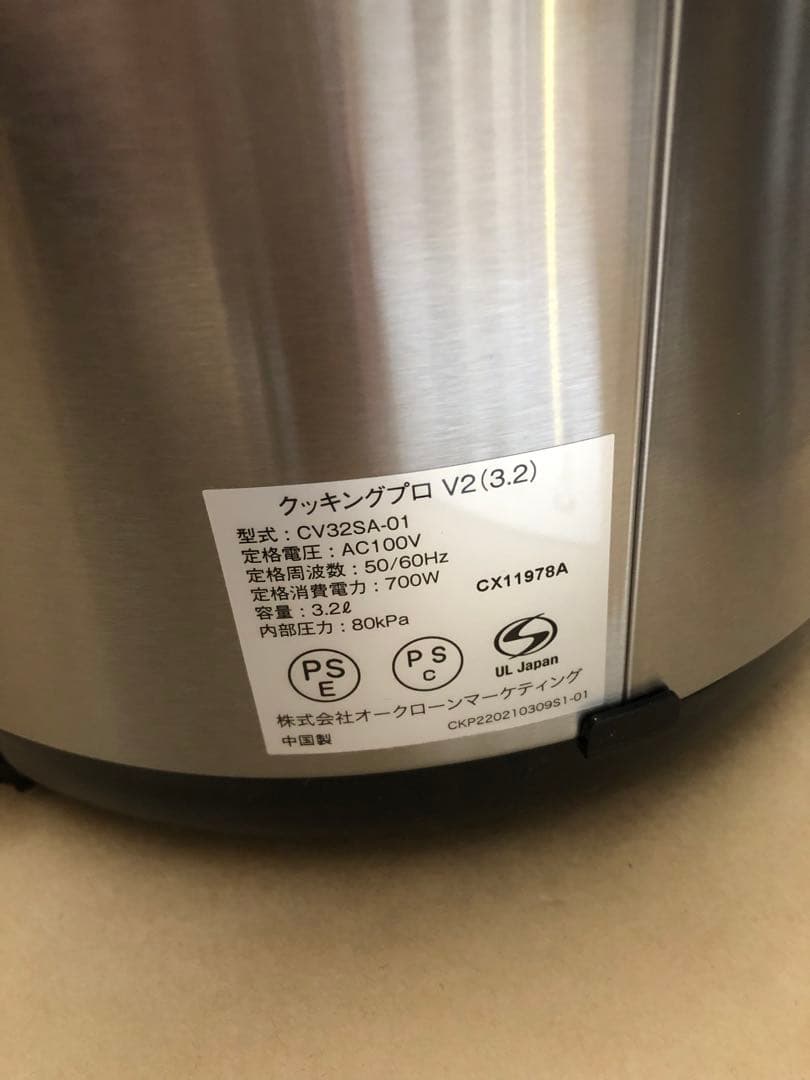 クッキングプロ V2(3.2)
型式：CV32SA-01
定格電圧：AC100V
定格周波数：50/60Hz
定格消費電力：700W
容量：3.2ℓ
内部圧力：80kPa
CX11978A
PS
E
PS
C
S
UL Japan
株式会社オークローンマーケティング
中国製
CKP220210309S1-01